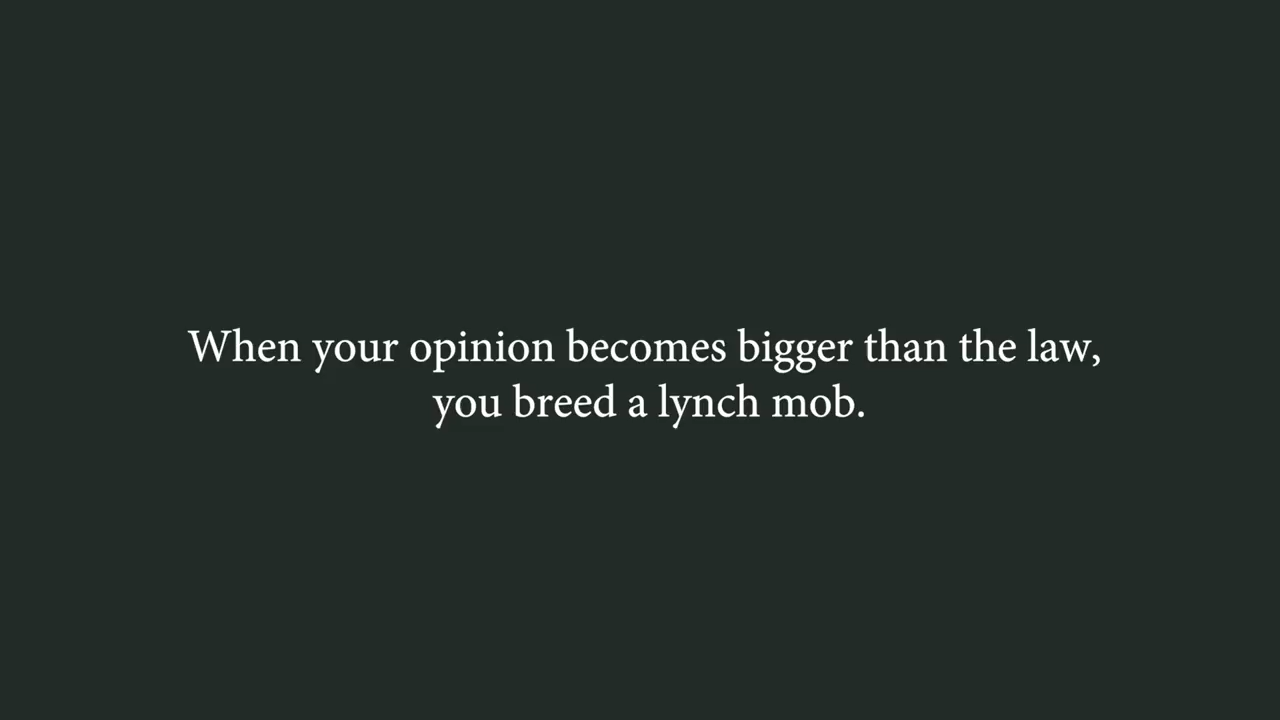 When your opinion becomes bigger than the law,
you breed a lynch mob.